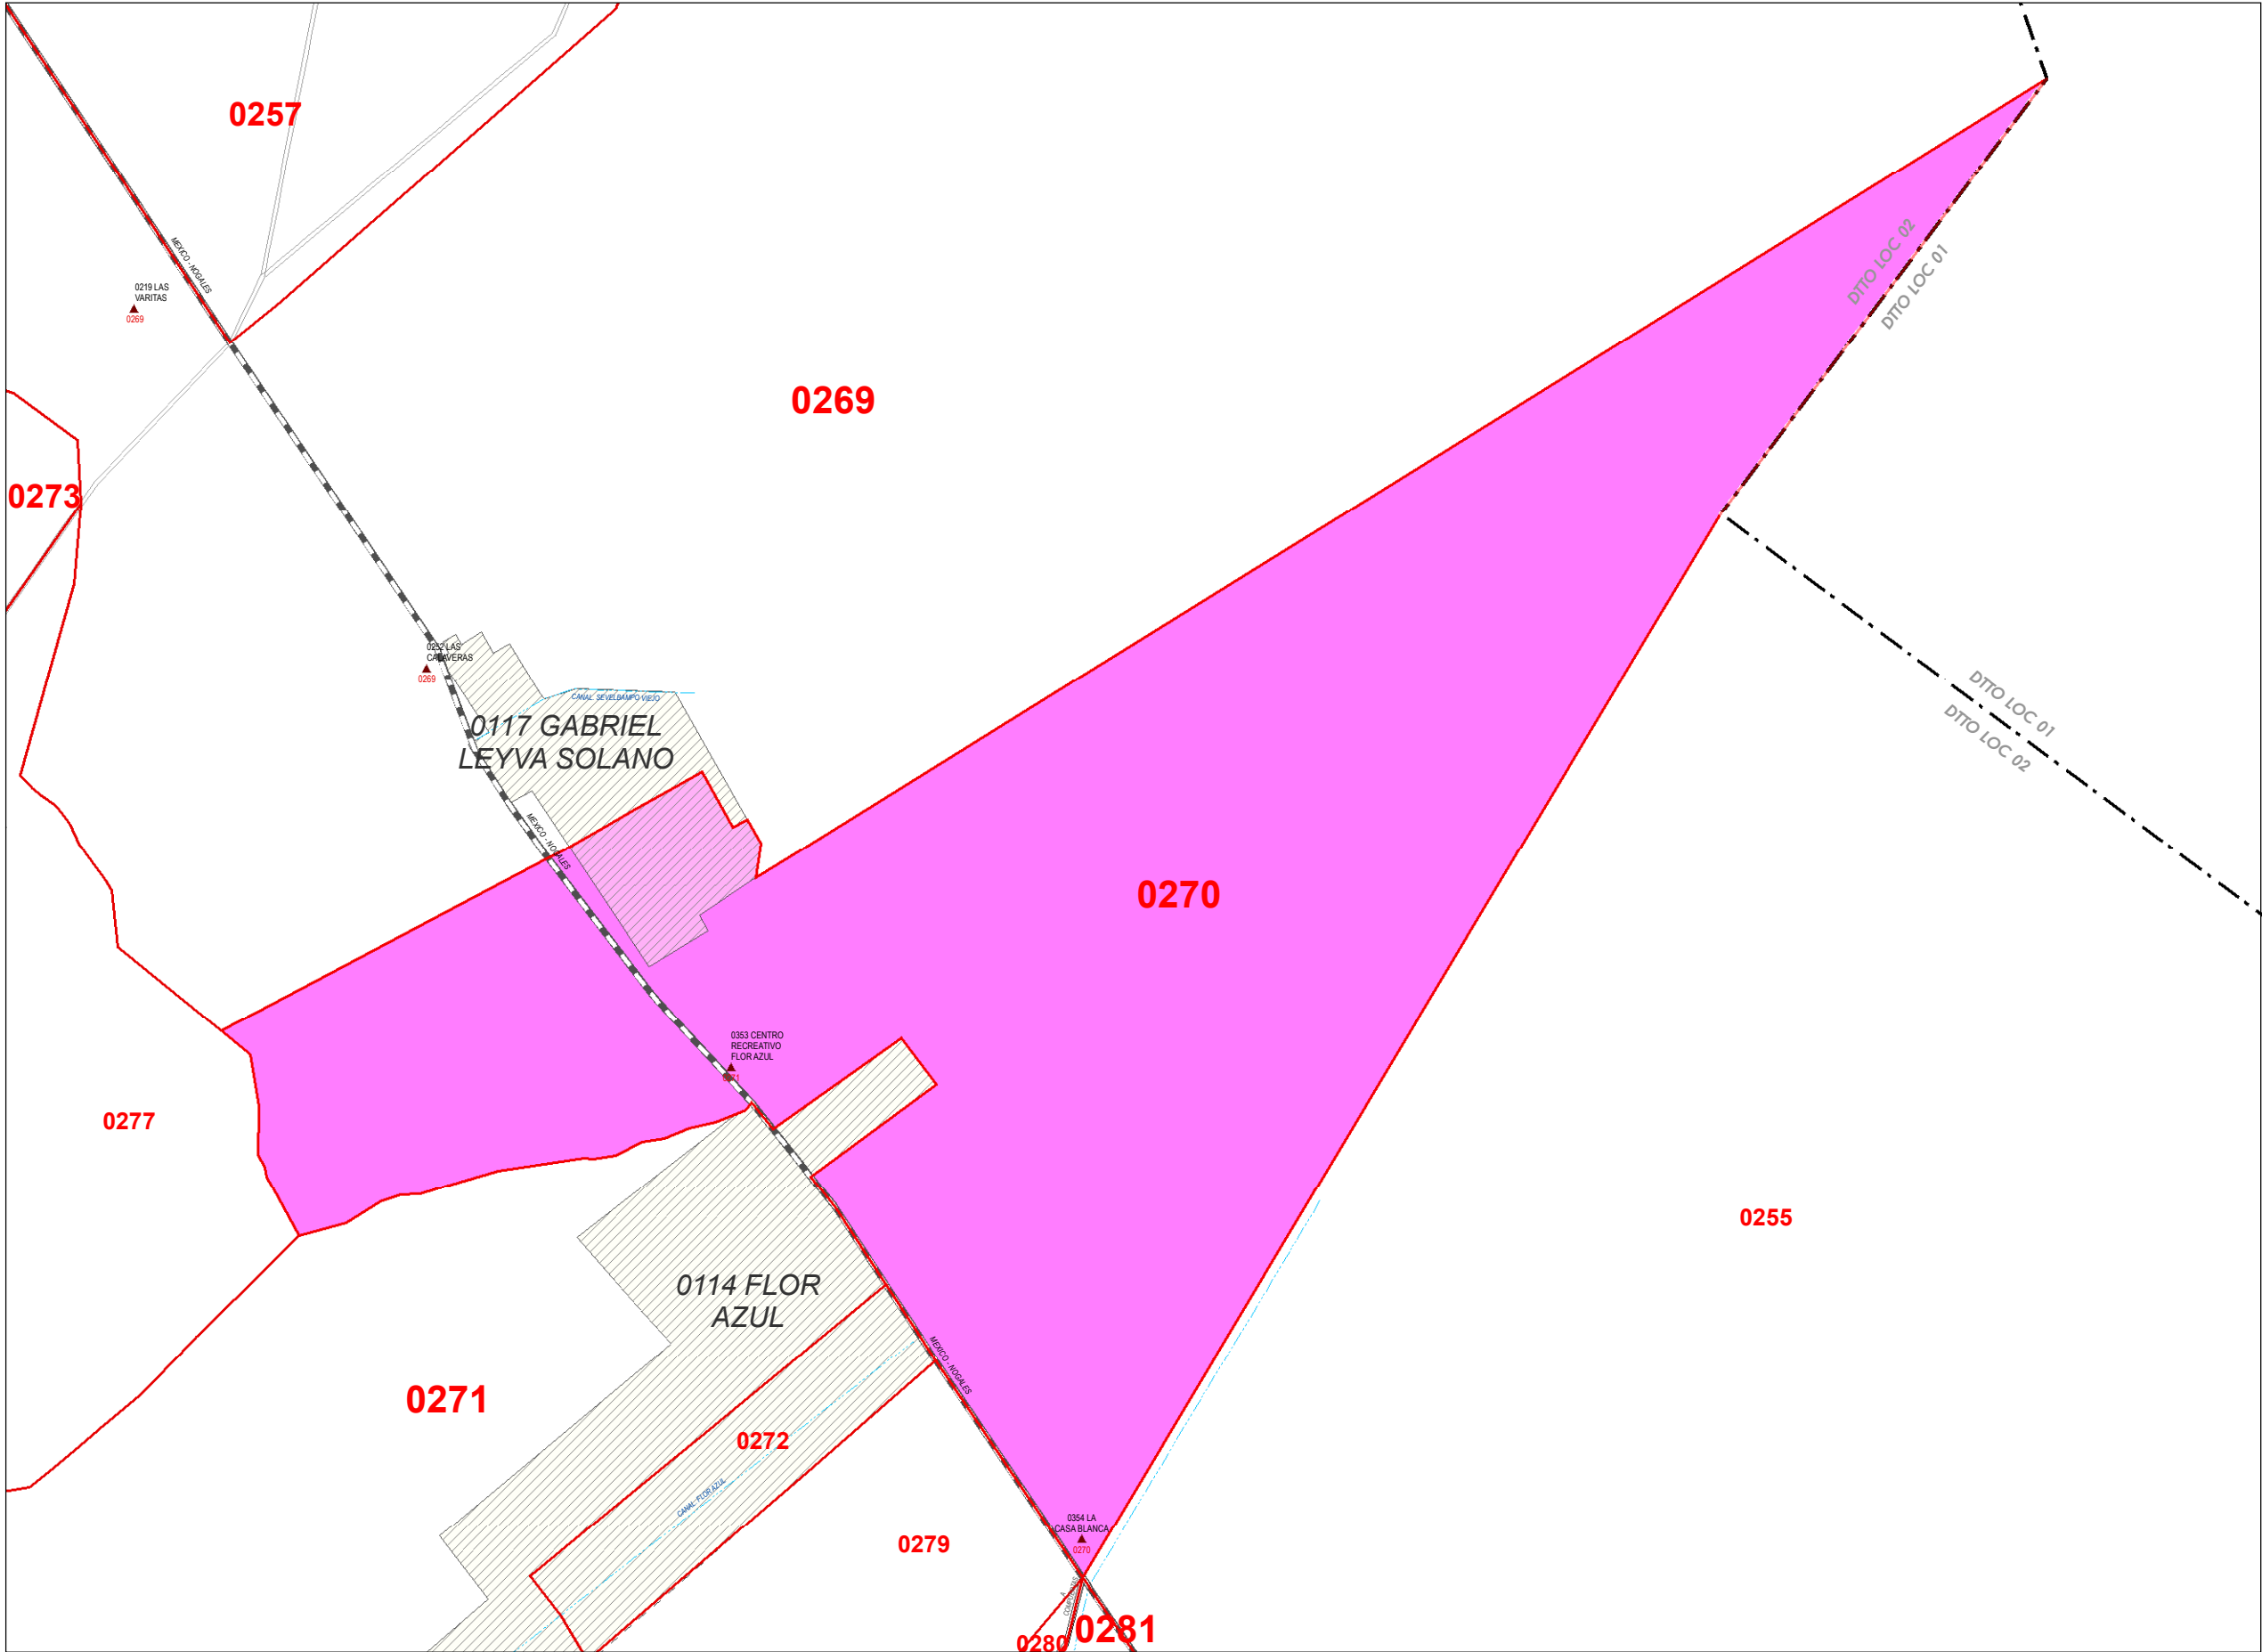 0257
DTTO LOC 02
DTTO LOC 01
MEXICO - NOGALES
0219 LAS
VARITAS
0269
0269
0273
0252 LAS
CALAVERAS
0269
CANAL SEVELBAMPO VIEJO
0117 GABRIEL
LEYVA SOLANO
DTTO LOC 01
DTTO LOC 02
MEXICO - NOGALES
0270
0353 CENTRO
RECREATIVO
FLOR AZUL
0271
0277
0255
0114 FLOR
AZUL
MEXICO - NOGALES
0271
0272
CANAL FLOR AZUL
0354 LA
CASA BLANCA
0270
0279
A
0281
0280